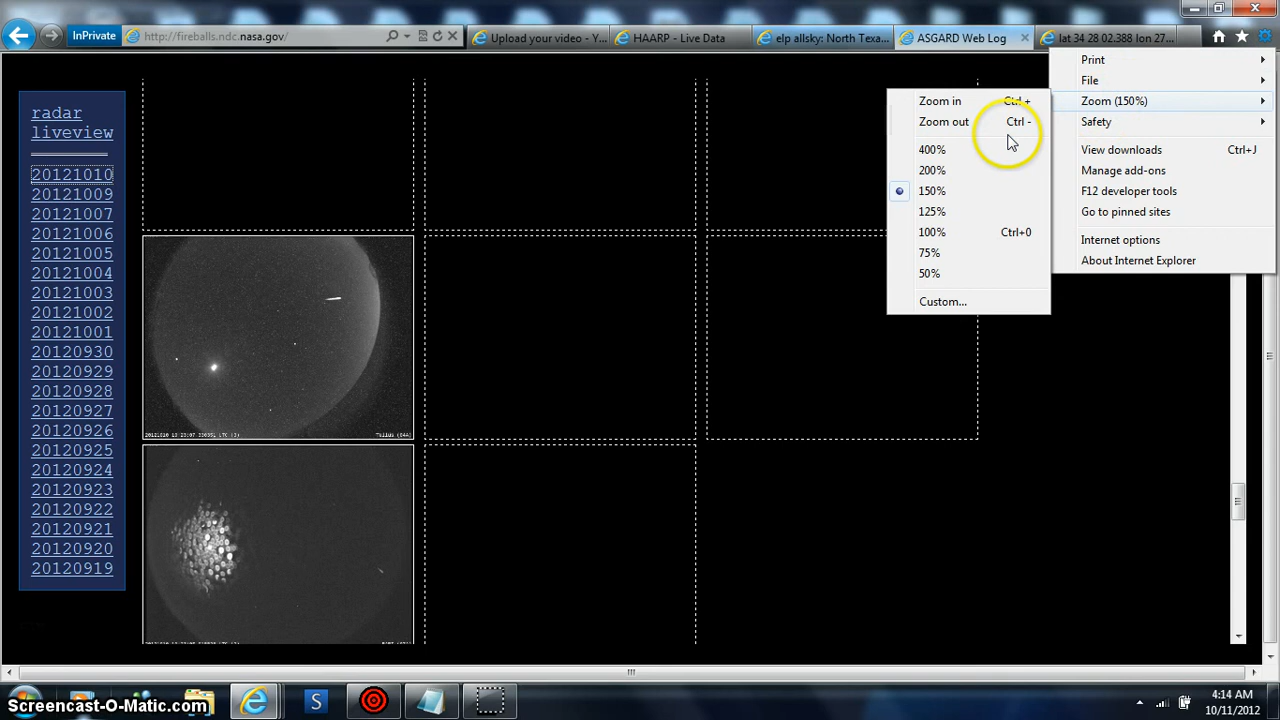 InPrivate
http://fireballs.ndc.nasa.gov/
Upload your video - Y...
HAARP - Live Data
elp allsky: North Texa...
ASGARD Web Log
lat 34 28 02.388 lon 27...
Print
File
Zoom (150%)
Safety
View downloads Ctrl+J
Manage add-ons
F12 developer tools
Go to pinned sites
Internet options
About Internet Explorer
Zoom in Ctrl +
Zoom out Ctrl -
400%
200%
150%
125%
100% Ctrl+0
75%
50%
Custom...
radar
liveview
20121010
20121009
20121007
20121006
20121005
20121004
20121003
20121002
20121001
20120930
20120929
20120928
20120927
20120926
20120925
20120924
20120923
20120922
20120921
20120920
20120919
Screencast-O-Matic.com
S
4:14 AM
10/11/2012